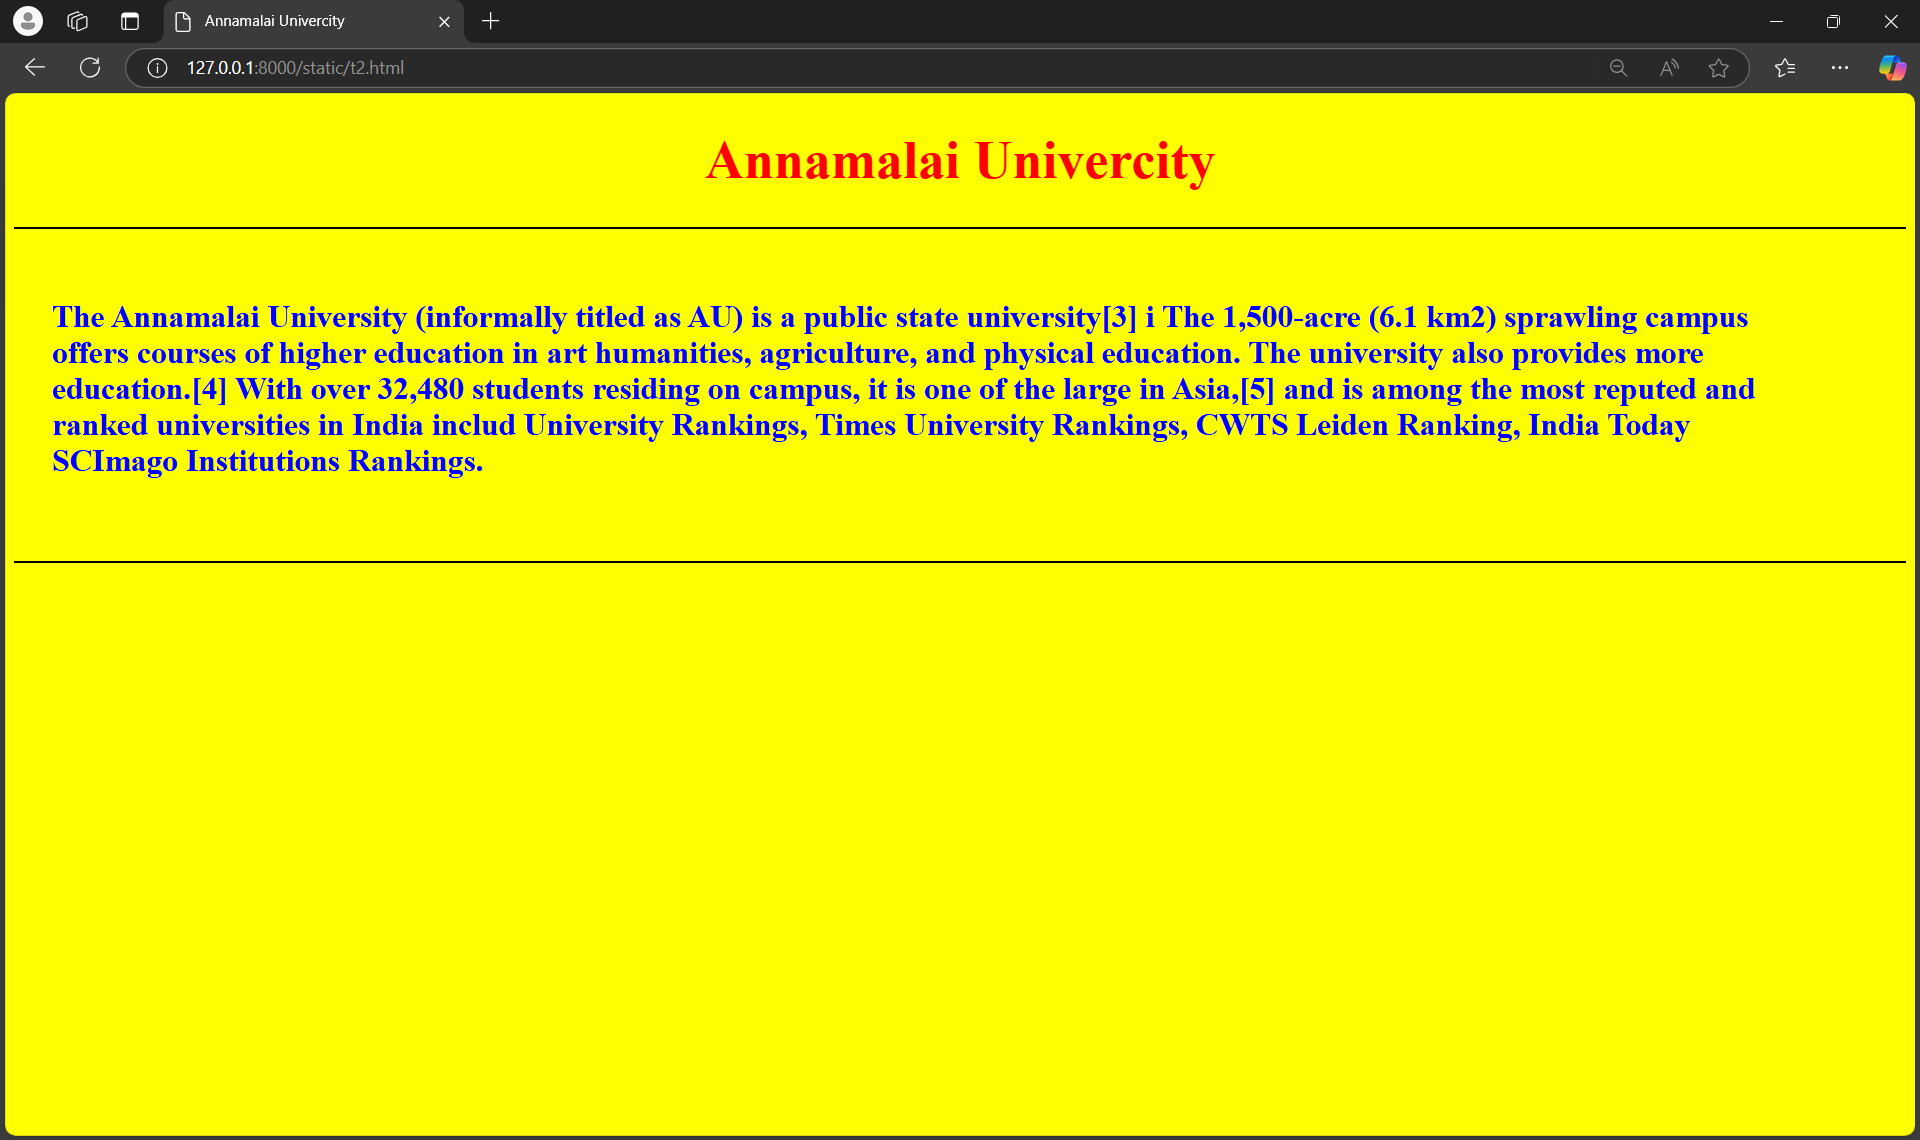 Annamalai Univercity
127.0.0.1:8000/static/t2.html
Annamalai Univercity
The Annamalai University (informally titled as AU) is a public state university[3] i The 1,500-acre (6.1 km2) sprawling campus
offers courses of higher education in art humanities, agriculture, and physical education. The university also provides more
education.[4] With over 32,480 students residing on campus, it is one of the large in Asia,[5] and is among the most reputed and
ranked universities in India includ University Rankings, Times University Rankings, CWTS Leiden Ranking, India Today
SCImago Institutions Rankings.